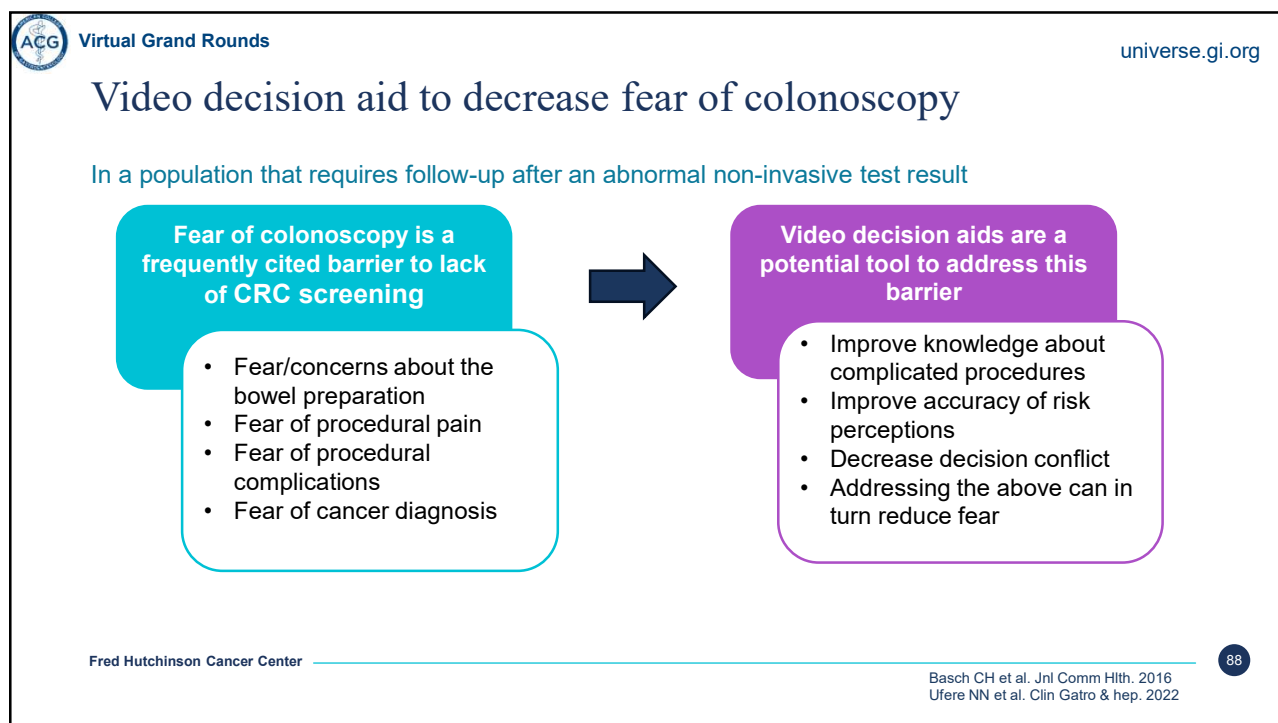 ACG
Virtual Grand Rounds
universe.gi.org
Video decision aid to decrease fear of colonoscopy
In a population that requires follow-up after an abnormal non-invasive test result
Fear of colonoscopy is a
frequently cited barrier to lack
of CRC screening
• Fear/concerns about the
bowel preparation
• Fear of procedural pain
• Fear of procedural
complications
• Fear of cancer diagnosis
Video decision aids are a
potential tool to address this
barrier
• Improve knowledge about
complicated procedures
• Improve accuracy of risk
perceptions
• Decrease decision conflict
• Addressing the above can in
turn reduce fear
Fred Hutchinson Cancer Center
88
Basch CH et al. Jnl Comm Hlth. 2016
Ufere NN et al. Clin Gatro & hep. 2022